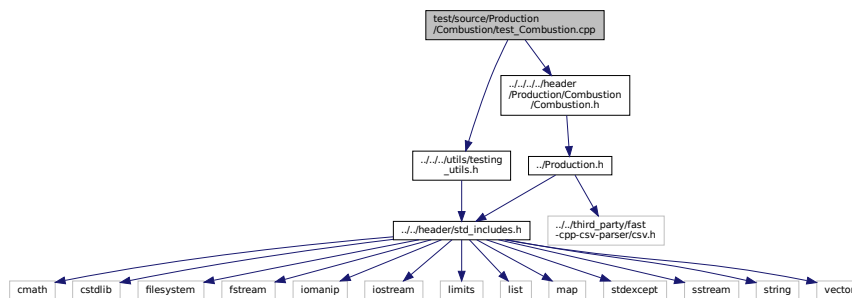 test/source/Production
/Combustion/test_Combustion.cpp
../../../../header
/Production/Combustion
/Combustion.h
../../../utils/testing
_utils.h
../Production.h
../../header/std_includes.h
../../third_party/fast
-cpp-csv-parser/csv.h
cmath
cstdlib
filesystem
fstream
iomanip
iostream
limits
list
map
stdexcept
sstream
string
vector